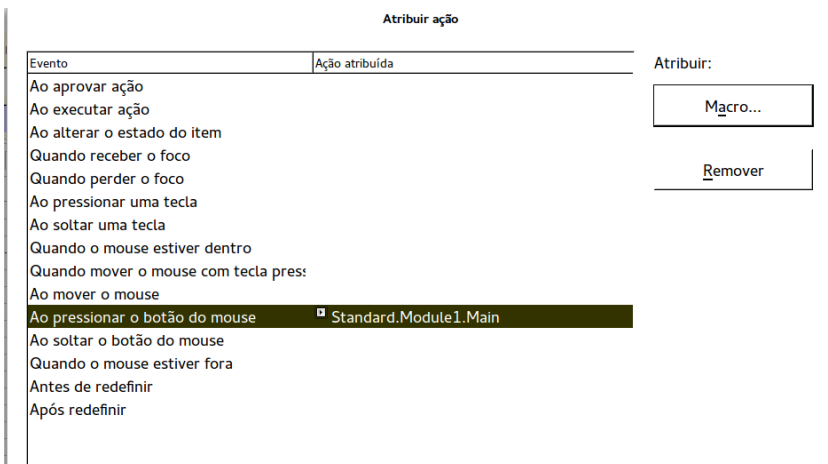 Atribuir ação
Evento Ação atribuída
Atribuir:
Ao aprovar ação
Macro...
Ao executar ação
Ao alterar o estado do item
Quando receber o foco
Remover
Quando perder o foco
Ao pressionar uma tecla
Ao soltar uma tecla
Quando o mouse estiver dentro
Quando mover o mouse com tecla press
Ao mover o mouse
Ao pressionar o botão do mouse Standard.Module1.Main
Ao soltar o botão do mouse
Quando o mouse estiver fora
Antes de redefinir
Após redefinir